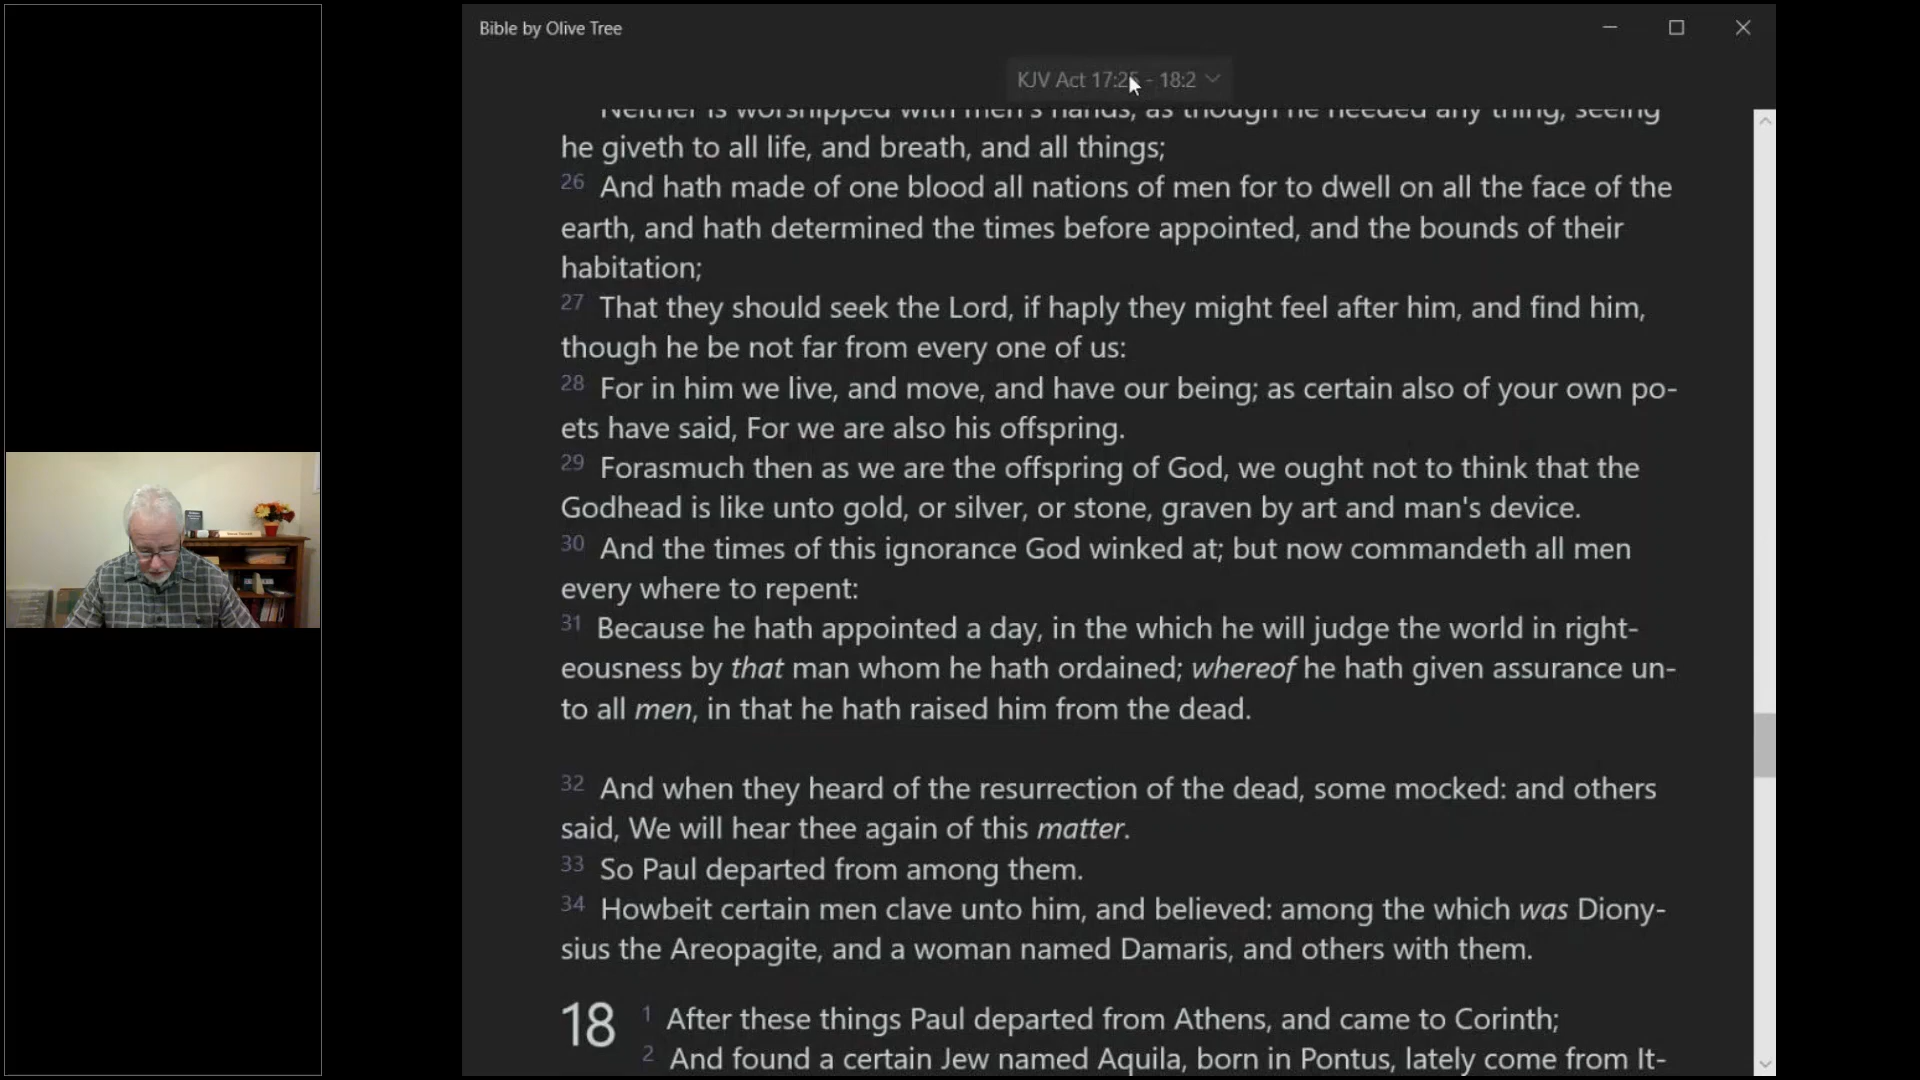 Bible by Olive Tree
KJV Act 17:25 - 18:2
Neither is worshipped with men's hands, as though he needed any thing, seeing
he giveth to all life, and breath, and all things;
26 And hath made of one blood all nations of men for to dwell on all the face of the
earth, and hath determined the times before appointed, and the bounds of their
habitation;
27 That they should seek the Lord, if haply they might feel after him, and find him,
though he be not far from every one of us:
28 For in him we live, and move, and have our being; as certain also of your own po-
ets have said, For we are also his offspring.
29 Forasmuch then as we are the offspring of God, we ought not to think that the
Godhead is like unto gold, or silver, or stone, graven by art and man's device.
30 And the times of this ignorance God winked at; but now commandeth all men
every where to repent:
31 Because he hath appointed a day, in the which he will judge the world in right-
eousness by that man whom he hath ordained; whereof he hath given assurance un-
to all men, in that he hath raised him from the dead.
32 And when they heard of the resurrection of the dead, some mocked: and others
said, We will hear thee again of this matter.
33 So Paul departed from among them.
34 Howbeit certain men clave unto him, and believed: among the which was Diony-
sius the Areopagite, and a woman named Damaris, and others with them.
18 1 After these things Paul departed from Athens, and came to Corinth;
2 And found a certain Jew named Aquila, born in Pontus, lately come from It-